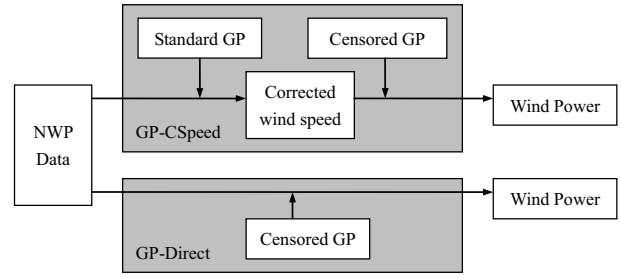 Standard GP
Censored GP
NWP
Data
Corrected
wind speed
Wind Power
GP-CSpeed
Wind Power
Censored GP
GP-Direct